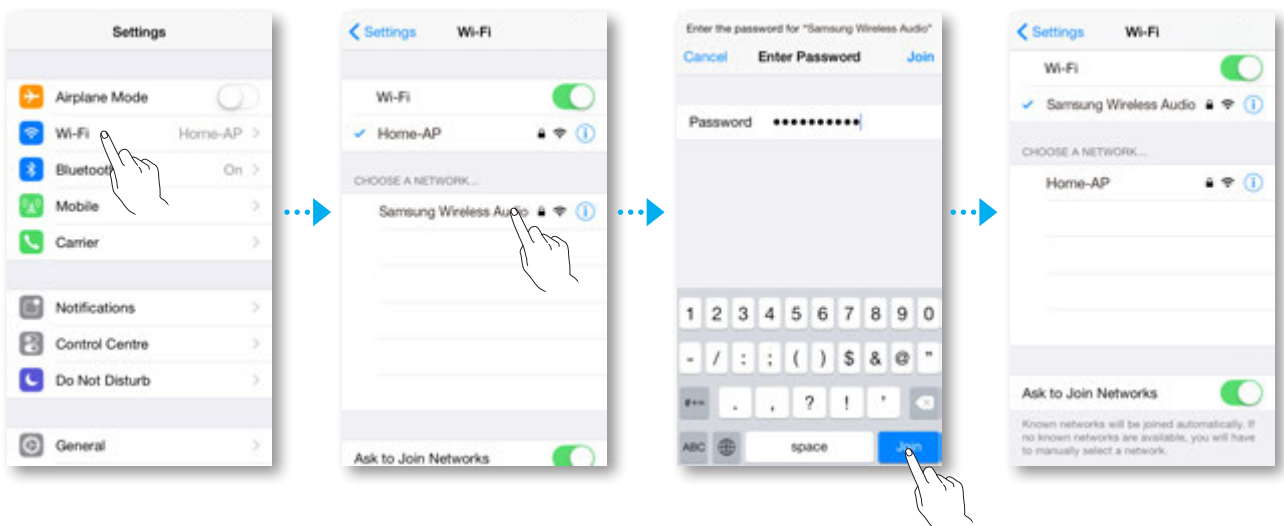 Settings
Airplane Mode
Wi-Fi Home-AP
Bluetooth On
Mobile
Carrier
Notifications
Control Centre
Do Not Disturb
General
Settings Wi-Fi
Wi-Fi
Home-AP
CHOOSE A NETWORK...
Samsung Wireless Audio
Ask to Join Networks
Enter the password for "Samsung Wireless Audio"
Cancel Enter Password Join
Password ••••••••••
1 2 3 4 5 6 7 8 9 0
- / : ; ( ) $ & @ "
#+= . , ? ! '
ABC space Join
Settings Wi-Fi
Wi-Fi
Samsung Wireless Audio
CHOOSE A NETWORK...
Home-AP
Ask to Join Networks
Known networks will be joined automatically. If
no known networks are available, you will have
to manually select a network.